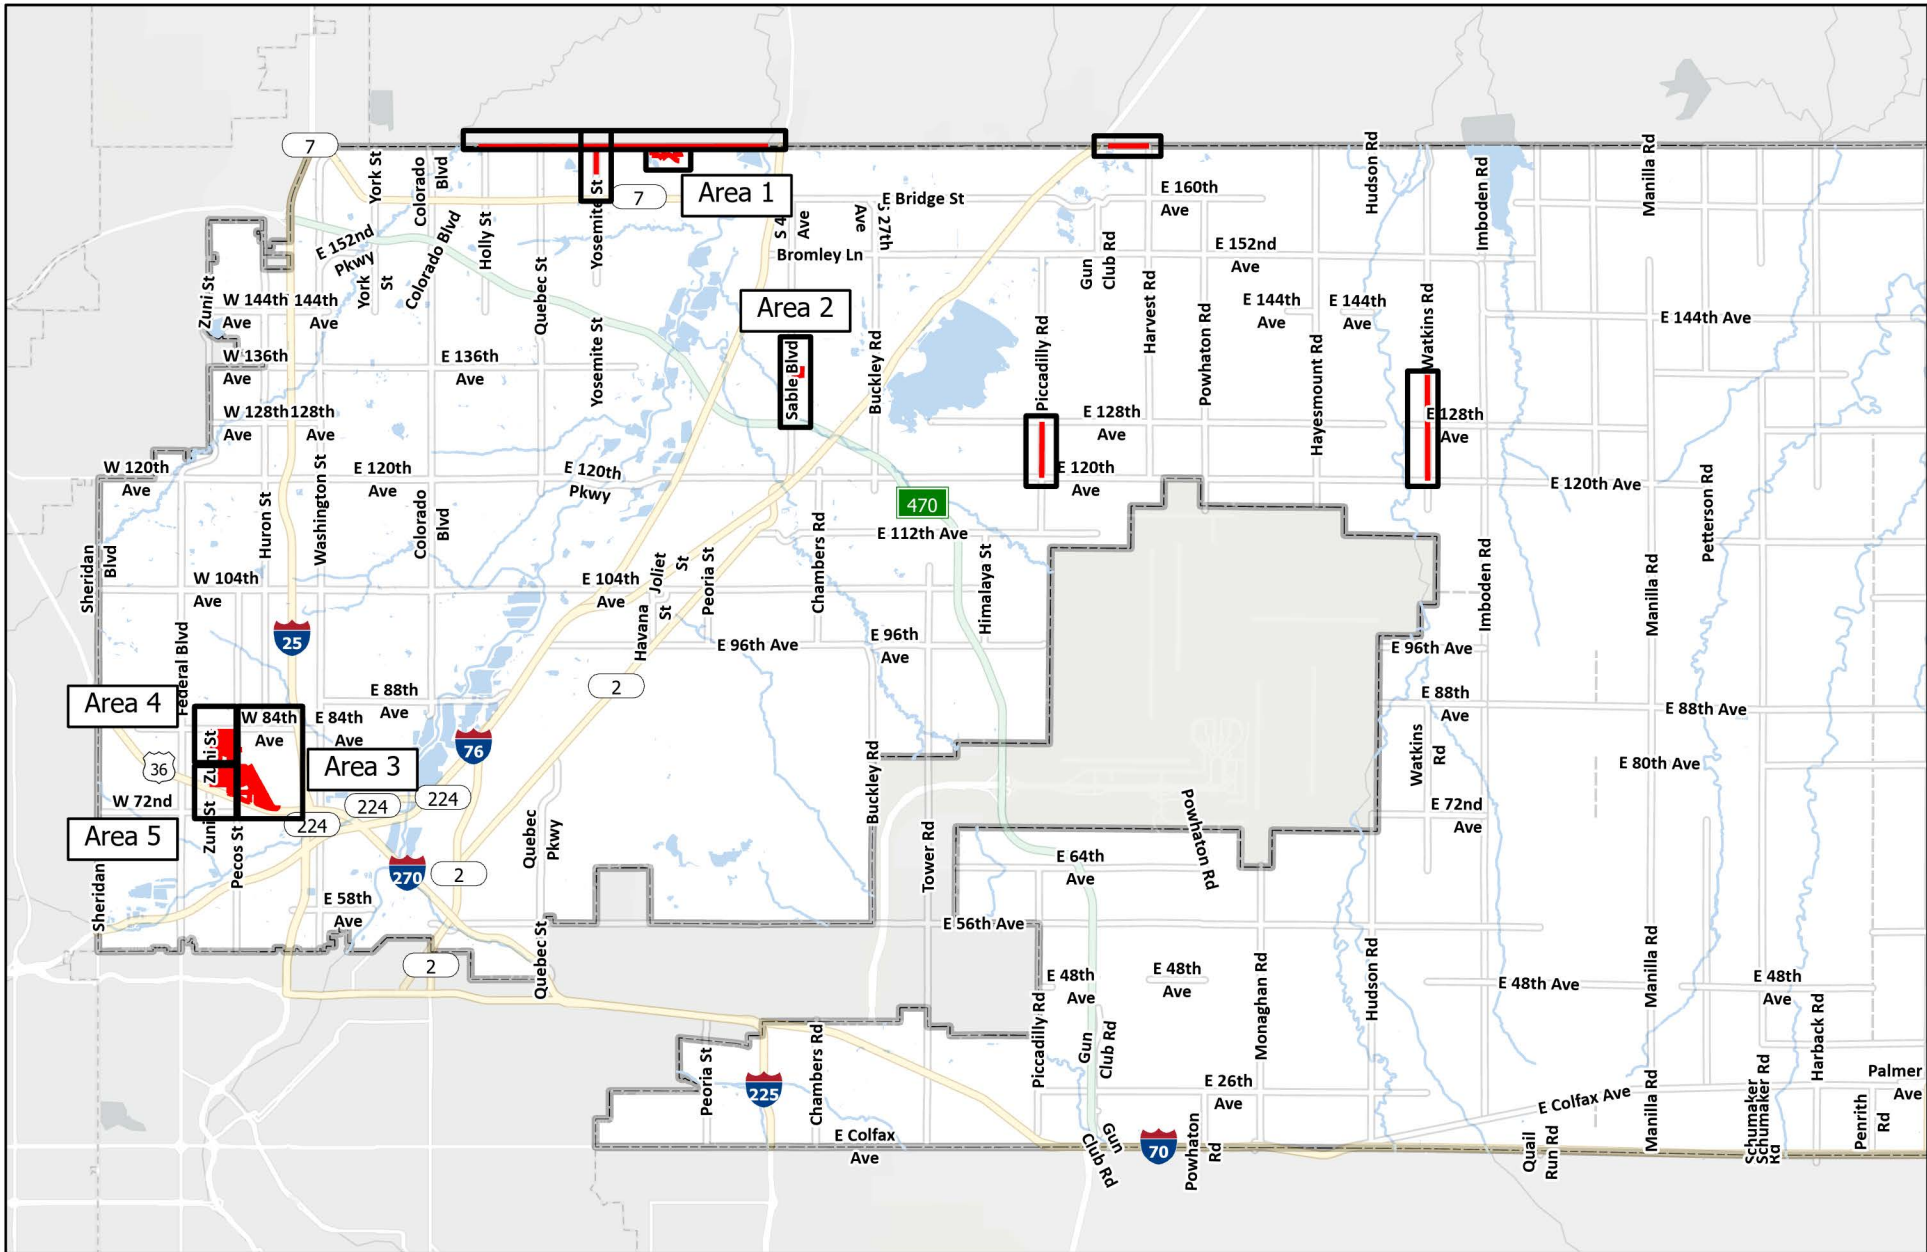 7
York St
Colorado
Blvd
7
Area 1
E Bridge St
E 160th
Ave
Hudson Rd
Imboden Rd
Manilla Rd
Yosemite St
Holly St
Colorado Blvd
E 152nd
Pkwy
York
St
Quebec St
S 4
Ave
Ave
S 27th
Bromley Ln
Gun
Club Rd
E 152nd
Ave
Zuni St
W 144th
Ave
144th
Ave
Area 2
Harvest Rd
Powhaton Rd
E 144th
Ave
E 144th
Ave
Watkins Rd
E 144th Ave
W 136th
Ave
E 136th
Ave
Yosemite St
Sable Blvd
Buckley Rd
Piccadilly Rd
Hayesmount Rd
W 128th
Ave
128th
Ave
E 128th
Ave
E 128th
Ave
W 120th
Ave
E 120th
Ave
E 120th
Pkwy
E 120th
Ave
E 120th Ave
470
Huron St
Washington St
Colorado
Blvd
Sheridan
Blvd
Joliet
St
Peoria St
Chambers Rd
E 112th Ave
Himalaya St
Imboden Rd
Manilla Rd
Petterson Rd
W 104th
Ave
E 104th
Ave
Havana
St
25
Federal Blvd
E 96th Ave
E 96th
Ave
E 96th Ave
2
Area 4
E 88th
Ave
E 88th
Ave
E 88th Ave
W 84th
Ave
E 84th
Ave
Zuni St
76
36
Area 3
Zuni St
Buckley Rd
Watkins
Rd
E 80th Ave
W 72nd
224
224
224
E 72nd
Ave
Area 5
Zuni St
Pecos St
Quebec
Pkwy
Tower Rd
Powhaton Rd
270
2
E 64th
Ave
Sheridan
E 58th
Ave
Quebec St
E 56th Ave
2
Piccadilly Rd
E 48th
Ave
E 48th
Ave
Monaghan Rd
Hudson Rd
E 48th Ave
Manilla Rd
E 48th
Ave
Harback Rd
Peoria St
225
Chambers Rd
Gun
Club Rd
E 26th
Ave
E Colfax Ave
Palmer
Ave
E Colfax
Ave
Gun
Club Rd
70
Powhaton
Rd
Quail
Run Rd
Manilla Rd
Schumaker
Rd
Schumaker Rd
Penrith
Rd